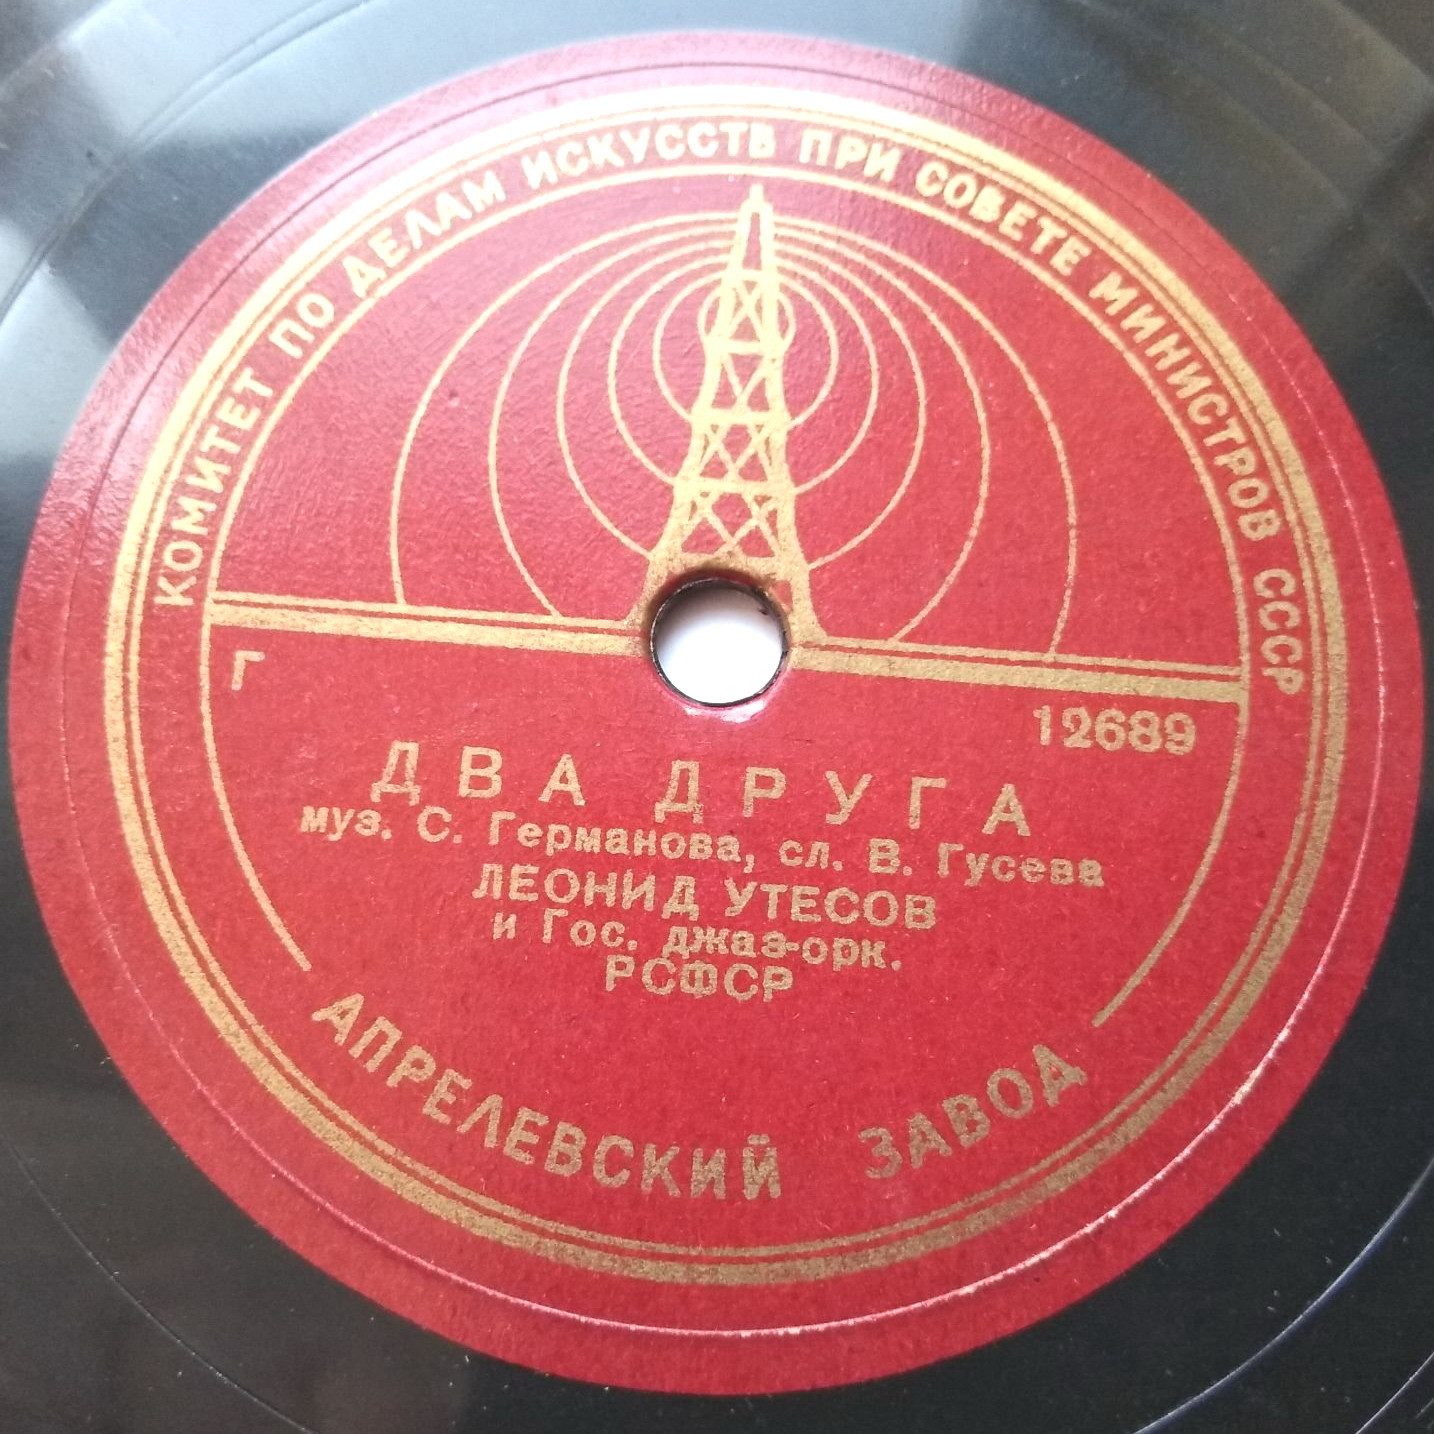 КОМИТЕТ ПО ДЕЛАМ ИСКУССТВ ПРИ СОВЕТЕ МИНИСТРОВ СССР
Г
12689
ДВА ДРУГА
муз. С. Германова, сл. В. Гусева
ЛЕОНИД УТЕСОВ
и Гос. джаз-орк.
РСФСР
АПРЕЛЕВСКИЙ ЗАВОД